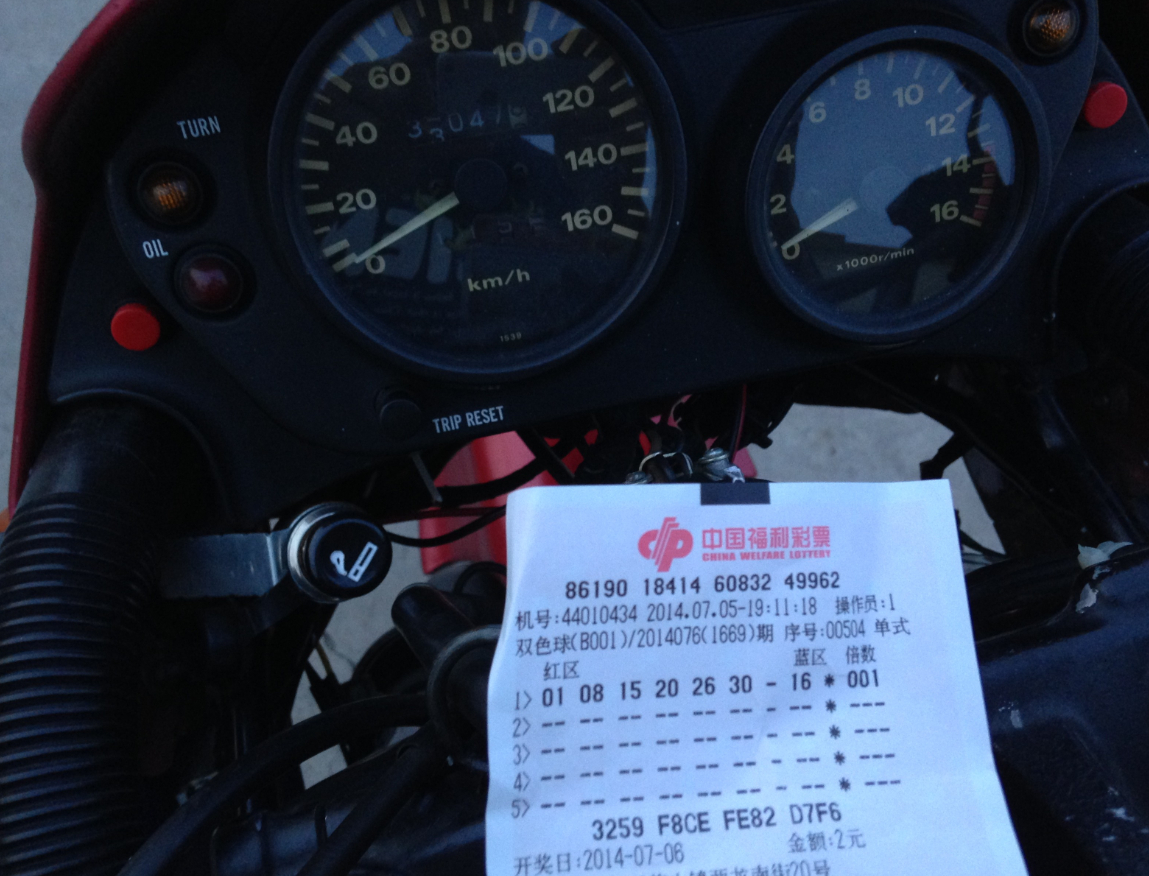 TURN
OIL
0 20 40 60 80 100 120 140 160
km/h
1539
TRIP RESET
0 2 4 6 8 10 12 14 16
x1000r/min
中国福利彩票
CHINA WELFARE LOTTERY
86190 18414 60832 49962
机号:44010434 2014.07.05-19:11:18 操作员:1
双色球(B001)/2014076(1669)期 序号:00504 单式
红区 蓝区 倍数
1> 01 08 15 20 26 30 - 16 * 001
2> -- -- -- -- -- -- - -- * ---
3> -- -- -- -- -- -- - -- * ---
4> -- -- -- -- -- -- - -- * ---
5> -- -- -- -- -- -- - -- * ---
3259 F8CE FE82 D7F6
开奖日:2014-07-06 金额:2元
20号